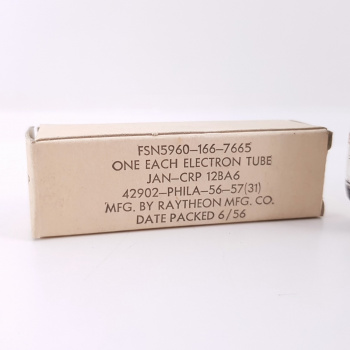 FSN5960-166-7665
ONE EACH ELECTRON TUBE
JAN-CRP 12BA6
42902-PHILA-56-57(31)
MFG. BY RAYTHEON MFG. CO.
DATE PACKED 6/56